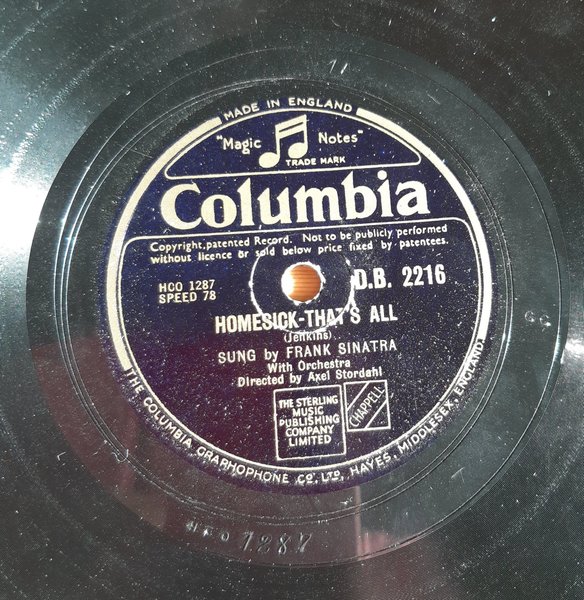 11
MADE IN ENGLAND
"Magic Notes"
TRADE MARK
Columbia
Copyright,patented Record. Not to be publicly performed
without licence or sold below price fixed by patentees.
HCO 1287
SPEED 78
D.B. 2216
HOMESICK-THAT'S ALL
(Jenkins)
SUNG by FRANK SINATRA
With Orchestra
Directed by Axel Stordahl
THE STERLING
MUSIC
PUBLISHING
COMPANY
LIMITED
CHAPPELL
THE COLUMBIA GRAPHOPHONE CO. LTD. HAYES, MIDDLESEX, ENGLAND.
HCO 1287